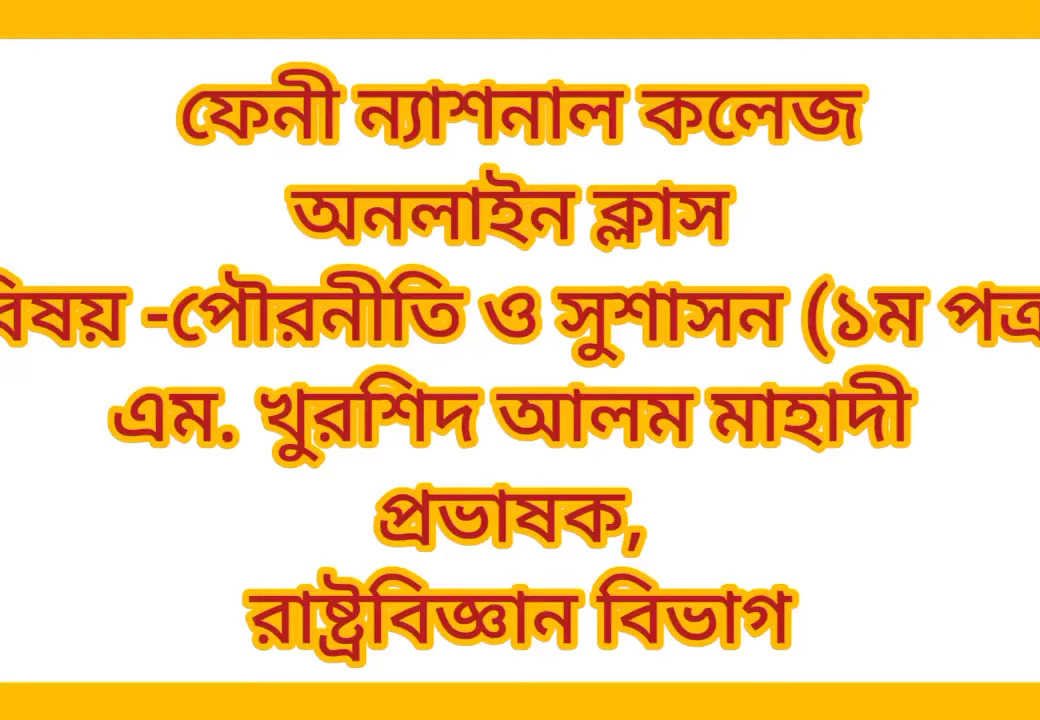 ফেনী ন্যাশনাল কলেজ
অনলাইন ক্লাস
বিষয় -পৌরনীতি ও সুশাসন (১ম পত্র
এম. খুরশিদ আলম মাহাদী
প্রভাষক,
রাষ্ট্রবিজ্ঞান বিভাগ